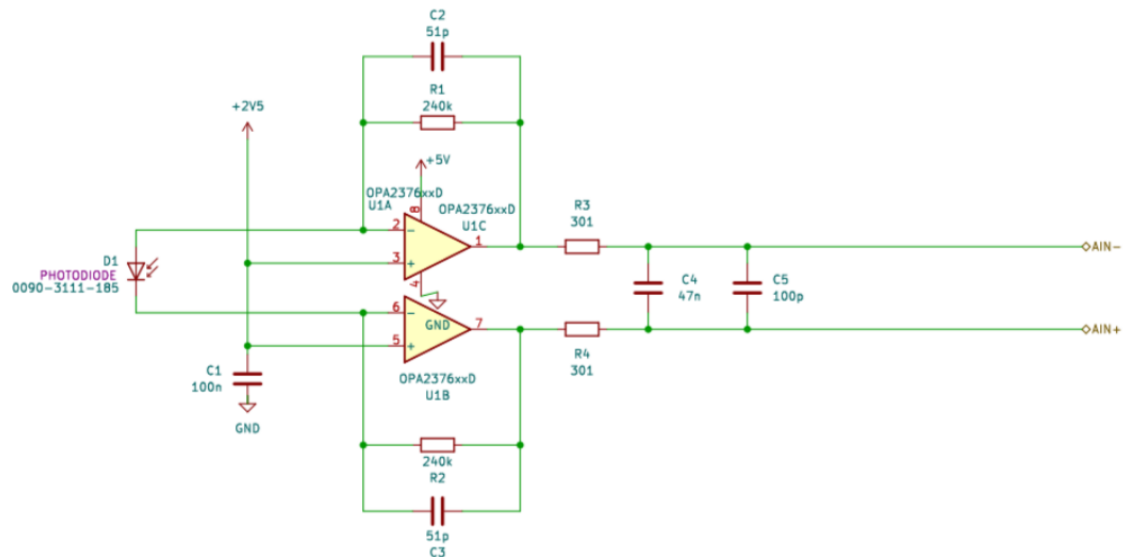 C2
51p
R1
240k
+2V5
+5V
OPA2376xxD
U1A
OPA2376xxD
U1C
8
2
-
3
+
1
4
R3
301
AIN-
D1
PHOTODIODE
0090-3111-185
C4
47n
C5
100p
GND
6
-
5
+
7
AIN+
R4
301
C1
100n
GND
OPA2376xxD
U1B
240k
R2
51p
C3